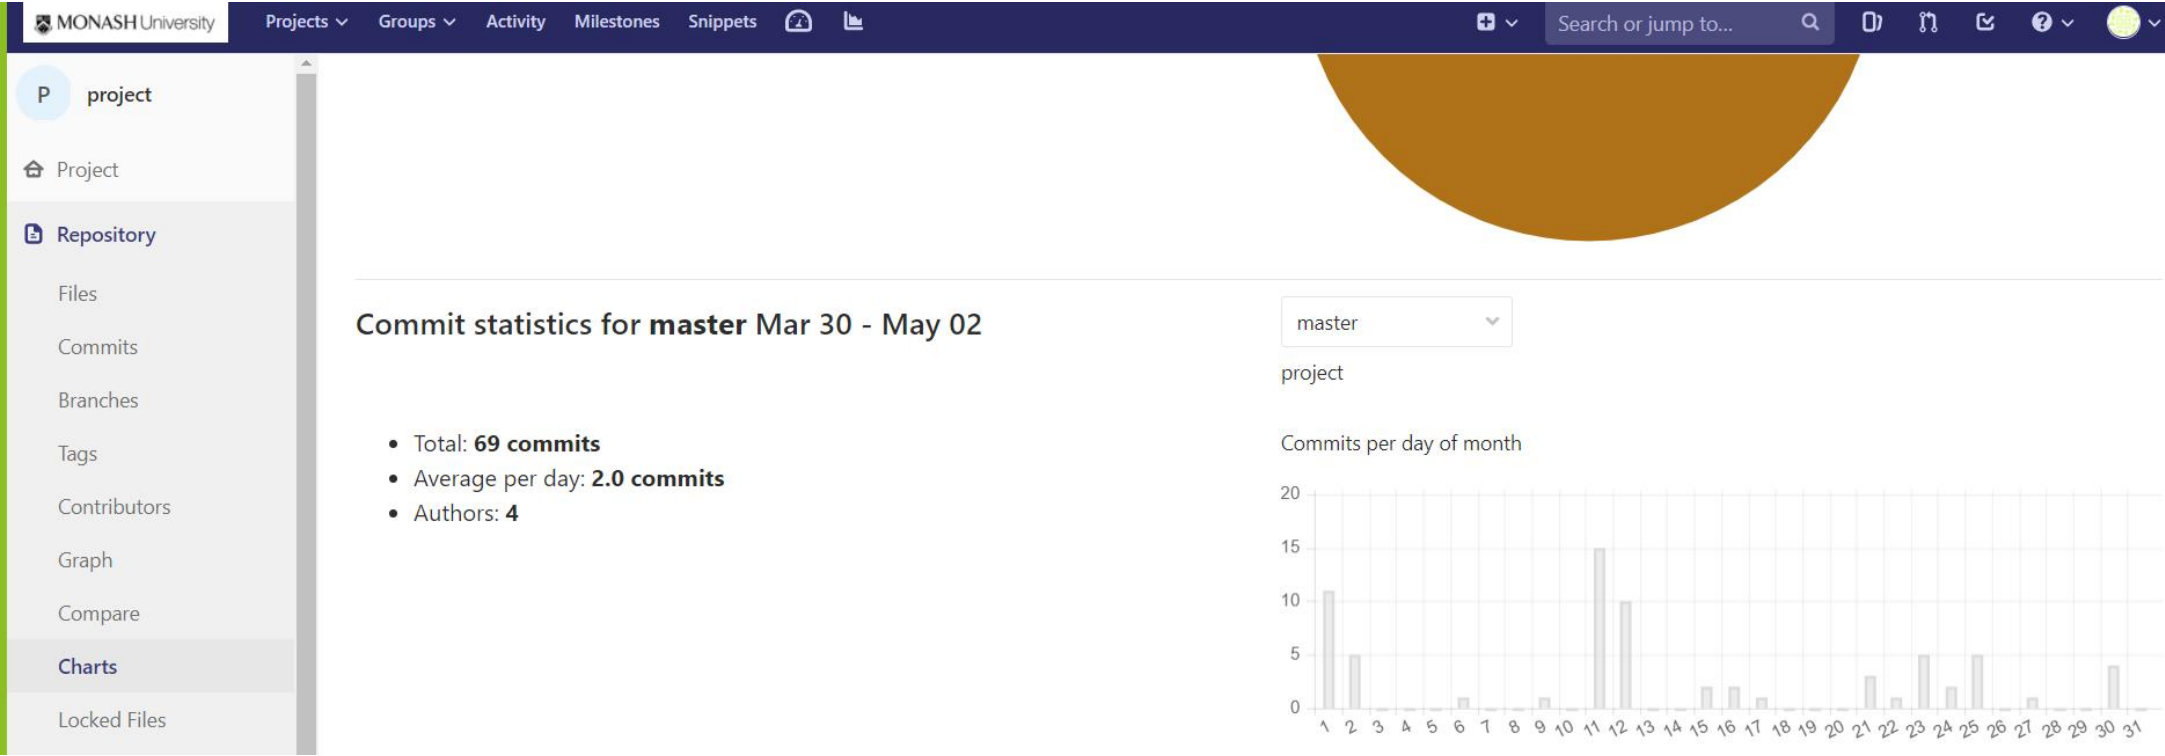 MONASH University Projects Groups Activity Milestones Snippets Search or jump to...
P project
Project
Repository
Files
Commits
Branches
Tags
Contributors
Graph
Compare
Charts
Locked Files
Commit statistics for master Mar 30 - May 02
Total: 69 commits
Average per day: 2.0 commits
Authors: 4
master
project
Commits per day of month
20
15
10
5
0
1 2 3 4 5 6 7 8 9 10 11 12 13 14 15 16 17 18 19 20 21 22 23 24 25 26 27 28 29 30 31